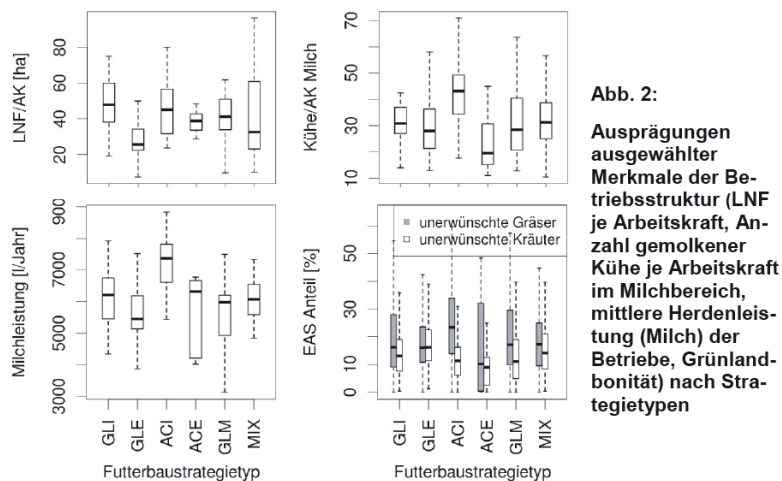 LNF/AK [ha]
80
60
40
20
Kühe/AK Milch
70
50
30
10
Milchleistung [l/Jahr]
9000
7000
5000
3000
GLI
GLE
ACI
ACE
GLM
MIX
Futterbaustrategietyp
EAS Anteil [%]
50
30
10
0
unerwünschte Gräser
unerwünschte Kräuter
GLI
GLE
ACI
ACE
GLM
MIX
Futterbaustrategietyp
Abb. 2:
Ausprägungen
ausgewählter
Merkmale der Be-
triebsstruktur (LNF
je Arbeitskraft, An-
zahl gemolkener
Kühe je Arbeitskraft
im Milchbereich,
mittlere Herdenleis-
tung (Milch) der
Betriebe, Grünland-
bonität) nach Stra-
tegietypen